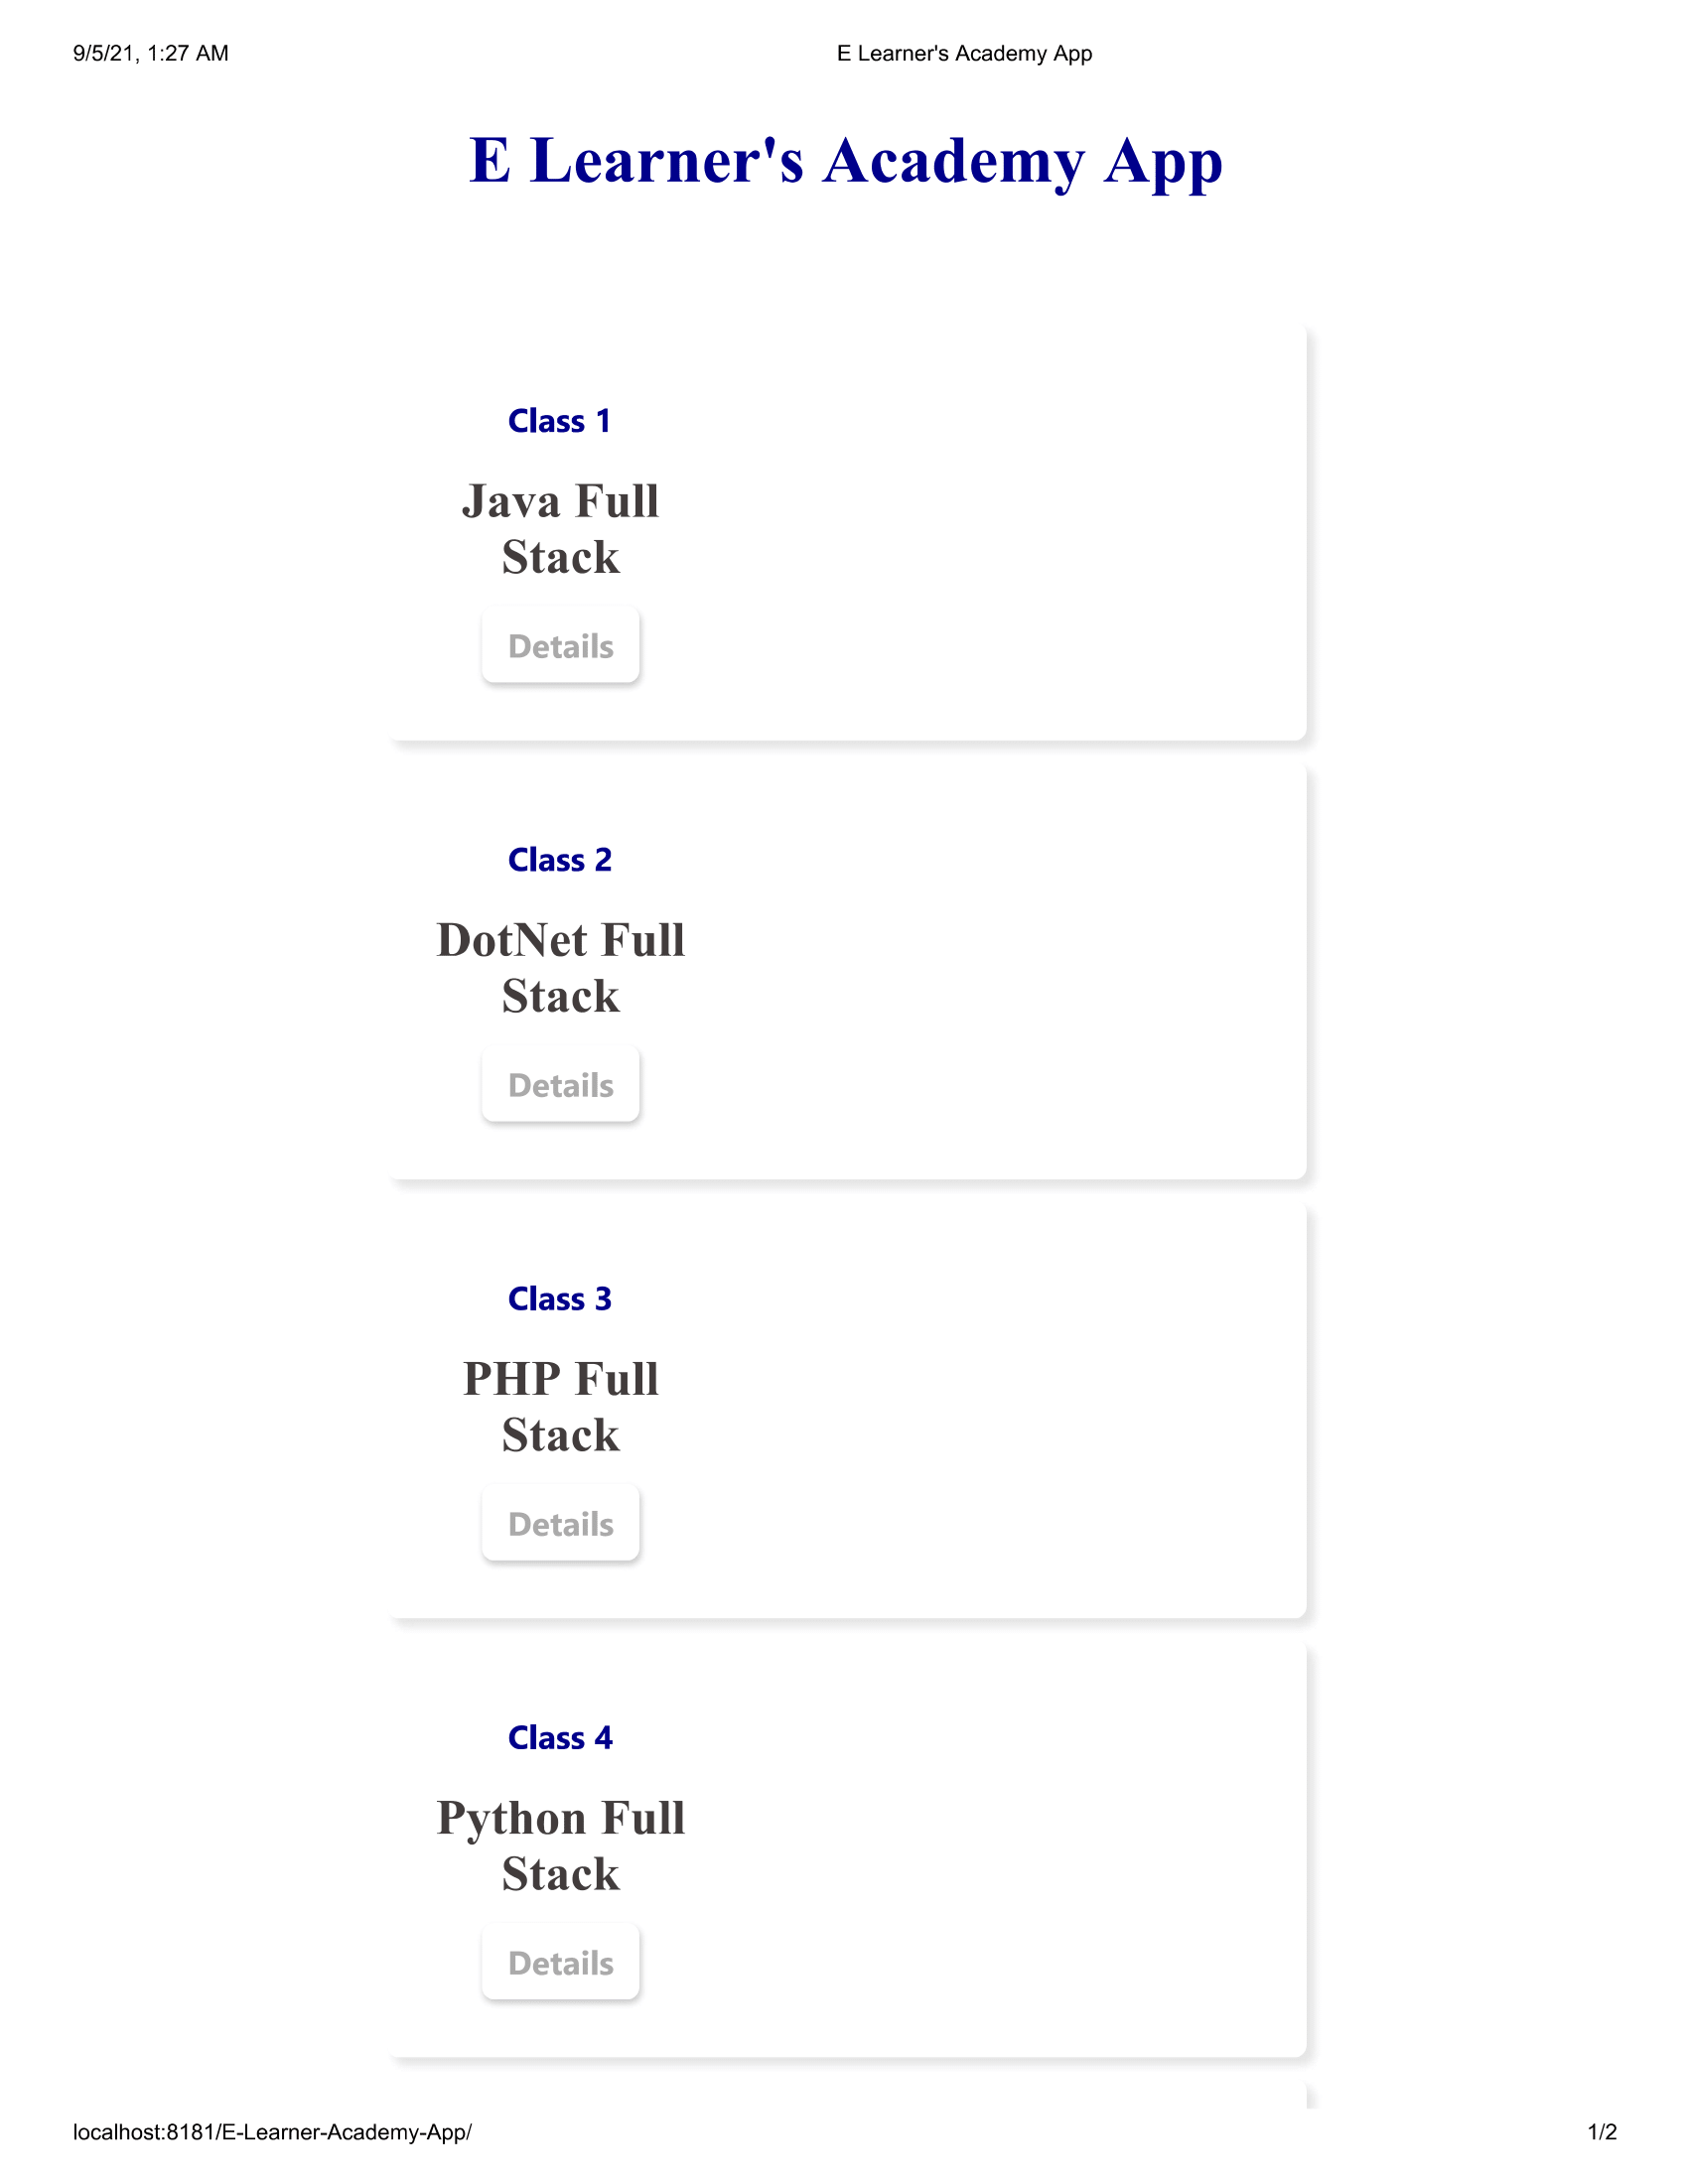 9/5/21, 1:27 AM
E Learner's Academy App
E Learner's Academy App
Class 1
Java Full
Stack
Details
Class 2
DotNet Full
Stack
Details
Class 3
PHP Full
Stack
Details
Class 4
Python Full
Stack
Details
localhost:8181/E-Learner-Academy-App/
1/2